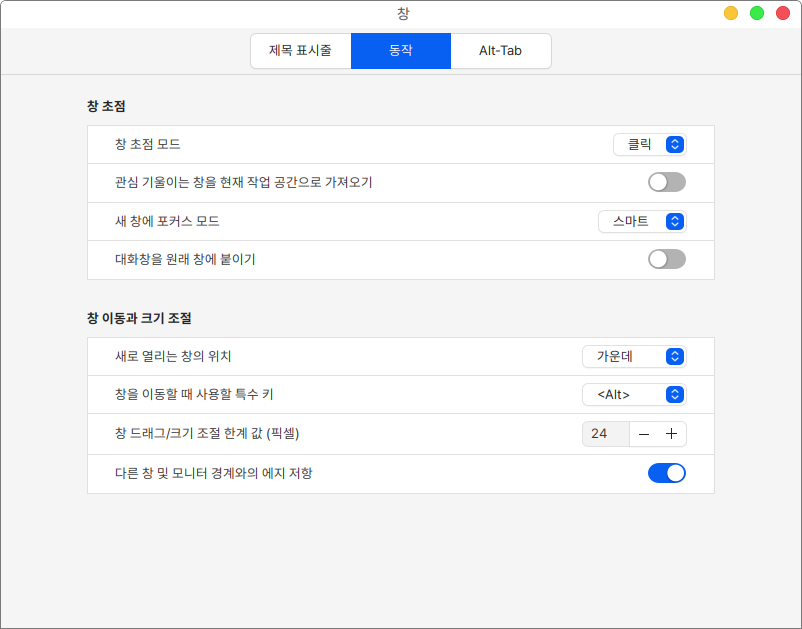 창
제목 표시줄
동작
Alt-Tab
창 초점
창 초점 모드
클릭
관심 기울이는 창을 현재 작업 공간으로 가져오기
새 창에 포커스 모드
스마트
대화창을 원래 창에 붙이기
창 이동과 크기 조절
새로 열리는 창의 위치
가운데
창을 이동할 때 사용할 특수 키
<Alt>
창 드래그/크기 조절 한계 값 (픽셀)
24
다른 창 및 모니터 경계와의 에지 저항